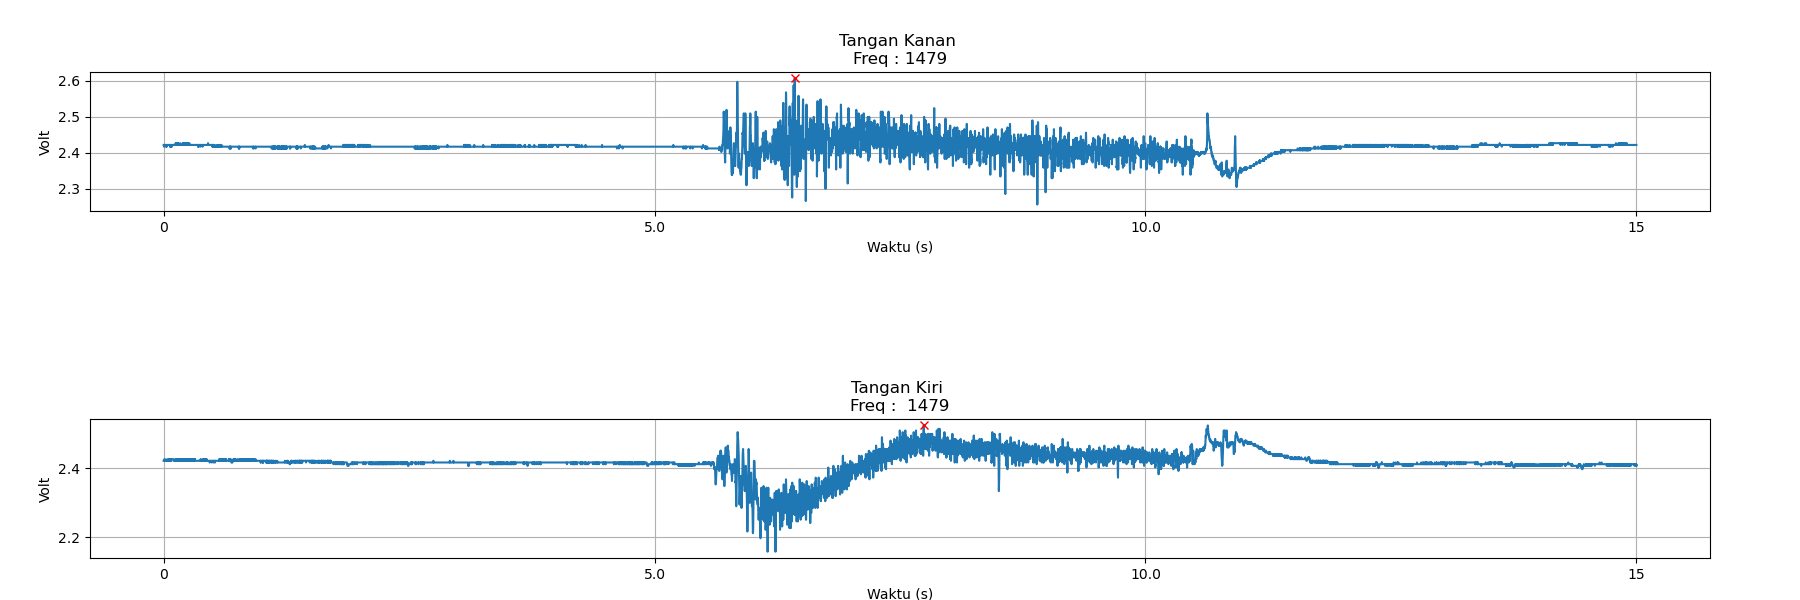 Tangan Kanan
Freq : 1479
2.6
2.5
2.4
2.3
Volt
0 5.0 10.0 15
Waktu (s)
Tangan Kiri
Freq :  1479
2.4
2.2
Volt
0 5.0 10.0 15
Waktu (s)